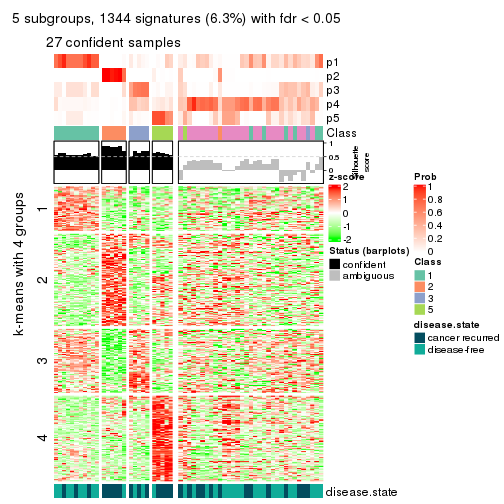 5 subgroups, 1344 signatures (6.3%) with fdr < 0.05
27 confident samples
p1
p2
p3
p4
p5
Class
1
0.5
0
Silhouette
score
k-means with 4 groups
1
2
3
4
disease.state
z-score
2
1
0
-1
-2
Status (barplots)
confident
ambiguous
Prob
1
0.8
0.6
0.4
0.2
0
Class
1
2
3
5
disease.state
cancer recurred
disease-free